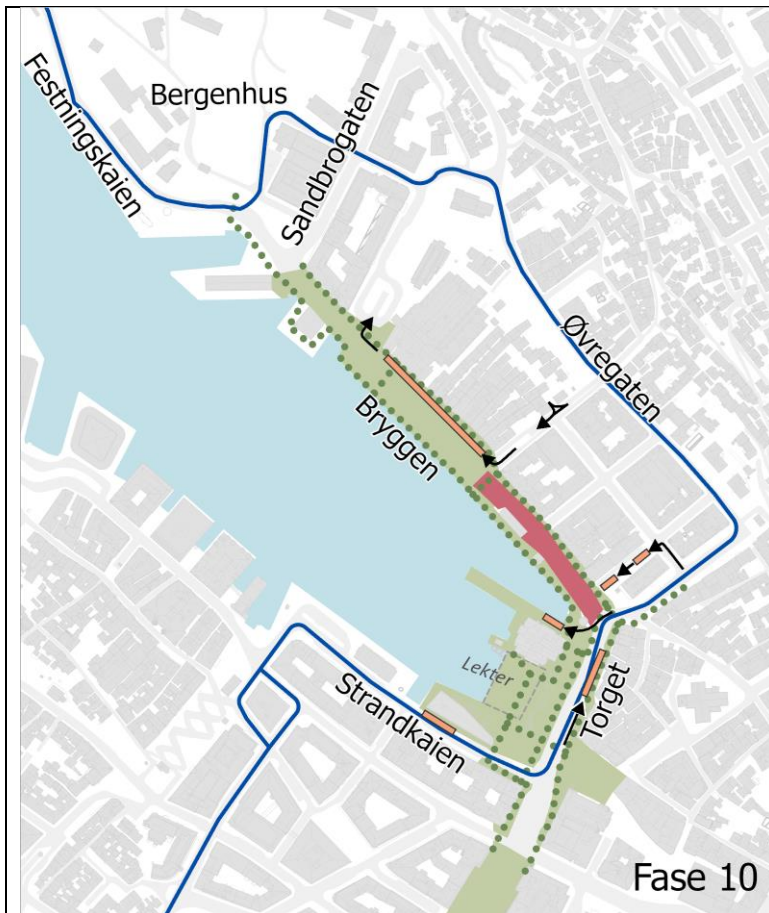 Bergenhus
Festningskaien
Sandbrogaten
Øvregaten
Bryggen
Lekter
Strandkaien
Torget
Fase 10